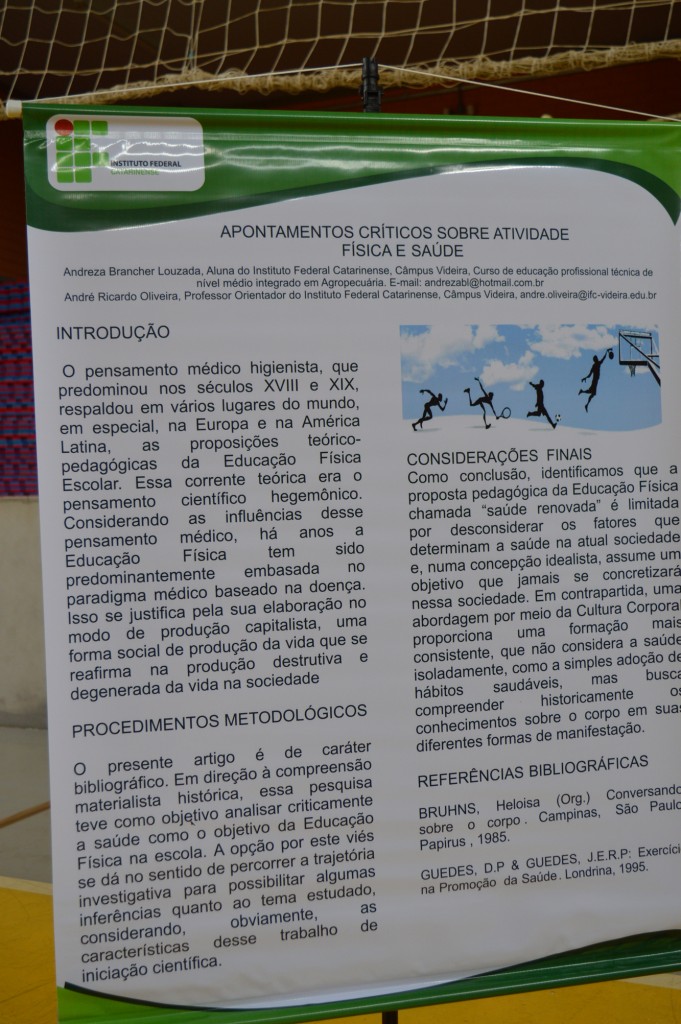 INSTITUTO FEDERAL
CATARINENSE
APONTAMENTOS CRÍTICOS SOBRE ATIVIDADE
FÍSICA E SAÚDE
Andreza Brancher Louzada, Aluna do Instituto Federal Catarinense, Câmpus Videira, Curso de educação profissional técnica de
nível médio integrado em Agropecuária. E-mail: andrezabl@hotmail.com.br
André Ricardo Oliveira, Professor Orientador do Instituto Federal Catarinense, Câmpus Videira, andre.oliveira@ifc-videira.edu.br
INTRODUÇÃO
O pensamento médico higienista, que
predominou nos séculos XVIII e XIX,
respaldou em vários lugares do mundo,
em especial, na Europa e na América
Latina, as proposições teórico-
pedagógicas da Educação Física
Escolar. Essa corrente teórica era o
pensamento científico hegemônico.
Considerando as influências desse
pensamento médico, há anos a
Educação Física tem sido
predominantemente embasada no
paradigma médico baseado na doença.
Isso se justifica pela sua elaboração no
modo de produção capitalista, uma
forma social de produção da vida que se
reafirma na produção destrutiva e
degenerada da vida na sociedade
PROCEDIMENTOS METODOLÓGICOS
O presente artigo é de caráter
bibliográfico. Em direção à compreensão
materialista histórica, essa pesquisa
teve como objetivo analisar criticamente
a saúde como o objetivo da Educação
Física na escola. A opção por este viés
se dá no sentido de percorrer a trajetória
investigativa para possibilitar algumas
inferências quanto ao tema estudado,
considerando, obviamente, as
características desse trabalho de
iniciação científica.
CONSIDERAÇÕES FINAIS
Como conclusão, identificamos que a
proposta pedagógica da Educação Física
chamada “saúde renovada” é limitada
por desconsiderar os fatores que
determinam a saúde na atual sociedade
e, numa concepção idealista, assume um
objetivo que jamais se concretizará
nessa sociedade. Em contrapartida, uma
abordagem por meio da Cultura Corporal
proporciona uma formação mais
consistente, que não considera a saúde
isoladamente, como a simples adoção de
hábitos saudáveis, mas busca
compreender historicamente os
conhecimentos sobre o corpo em suas
diferentes formas de manifestação.
REFERÊNCIAS BIBLIOGRÁFICAS
BRUHNS, Heloisa (Org.) Conversando
sobre o corpo. Campinas, São Paulo
Papirus , 1985.
GUEDES, D.P & GUEDES, J.E.R.P: Exercíci
na Promoção da Saúde. Londrina, 1995.